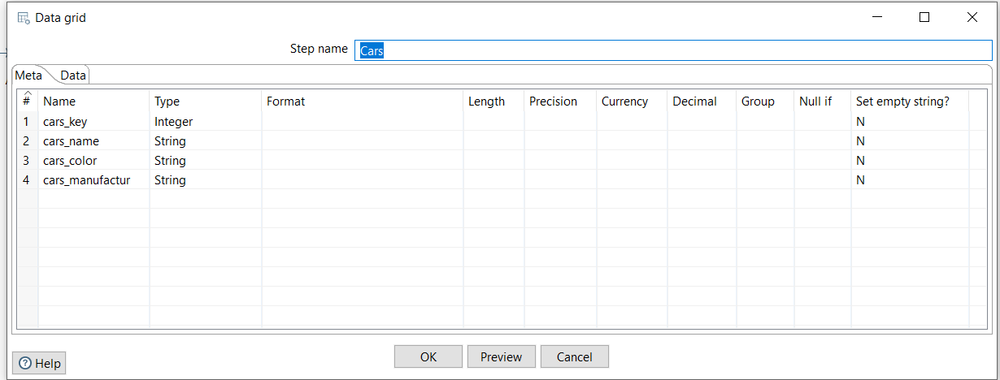 Data grid
Step name Cars
Meta Data
# Name Type Format Length Precision Currency Decimal Group Null if Set empty string?
1 cars_key Integer N
2 cars_name String N
3 cars_color String N
4 cars_manufactur String N
Help OK Preview Cancel